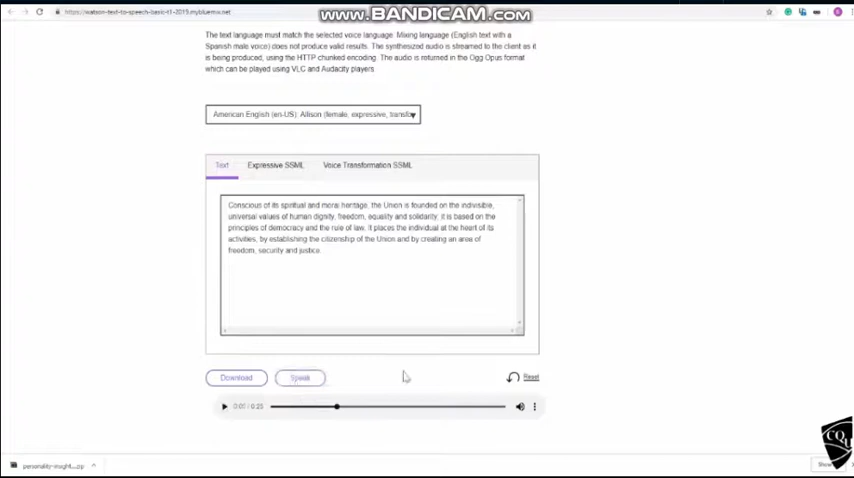 www.BANDICAM.com
https://watson-text-to-speech-basic-t1-2019.mybluemix.net
The text language must match the selected voice language. Mixing language (English text with a
Spanish male voice) does not produce valid results. The synthesized audio is streamed to the client as it
is being produced, using the HTTP chunked encoding. The audio is returned in the Ogg Opus format
which can be played using VLC and Audacity players.
American English (en-US): Allison (female, expressive, transfo
Text Expressive SSML Voice Transformation SSML
Conscious of its spiritual and moral heritage, the Union is founded on the indivisible,
universal values of human dignity, freedom, equality and solidarity; it is based on the
principles of democracy and the rule of law. It places the individual at the heart of its
activities, by establishing the citizenship of the Union and by creating an area of
freedom, security and justice.
Download Speak Reset
0:00 / 0:25
CQU
personality-insight....zip
Show